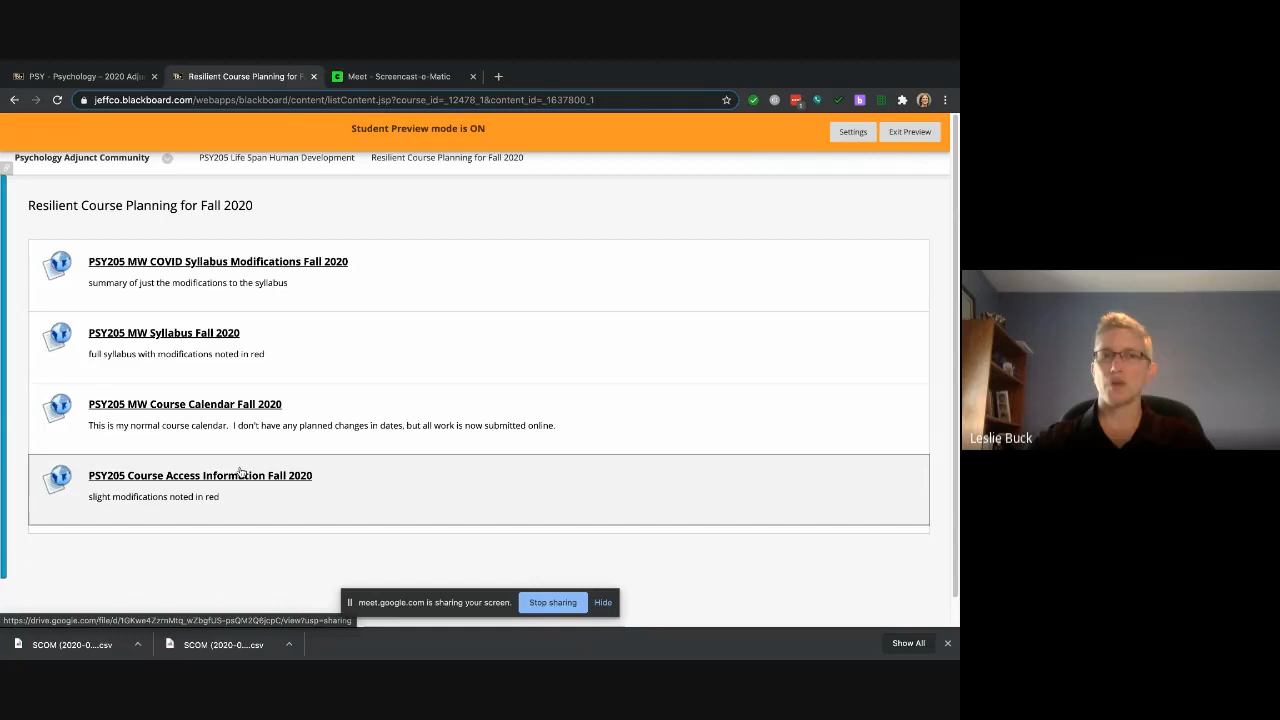 PSY - Psychology – 2020 Adju
Resilient Course Planning for F
Meet - Screencast-o-Matic
jeffco.blackboard.com/webapps/blackboard/content/listContent.jsp?course_id=_12478_1&content_id=_1637800_1
Student Preview mode is ON
Settings
Exit Preview
Psychology Adjunct Community
PSY205 Life Span Human Development
Resilient Course Planning for Fall 2020
Resilient Course Planning for Fall 2020
PSY205 MW COVID Syllabus Modifications Fall 2020
summary of just the modifications to the syllabus
PSY205 MW Syllabus Fall 2020
full syllabus with modifications noted in red
PSY205 MW Course Calendar Fall 2020
This is my normal course calendar. I don't have any planned changes in dates, but all work is now submitted online.
PSY205 Course Access Information Fall 2020
slight modifications noted in red
Leslie Buck
meet.google.com is sharing your screen.
Stop sharing
Hide
SCOM (2020-0....csv
SCOM (2020-0....csv
Show All